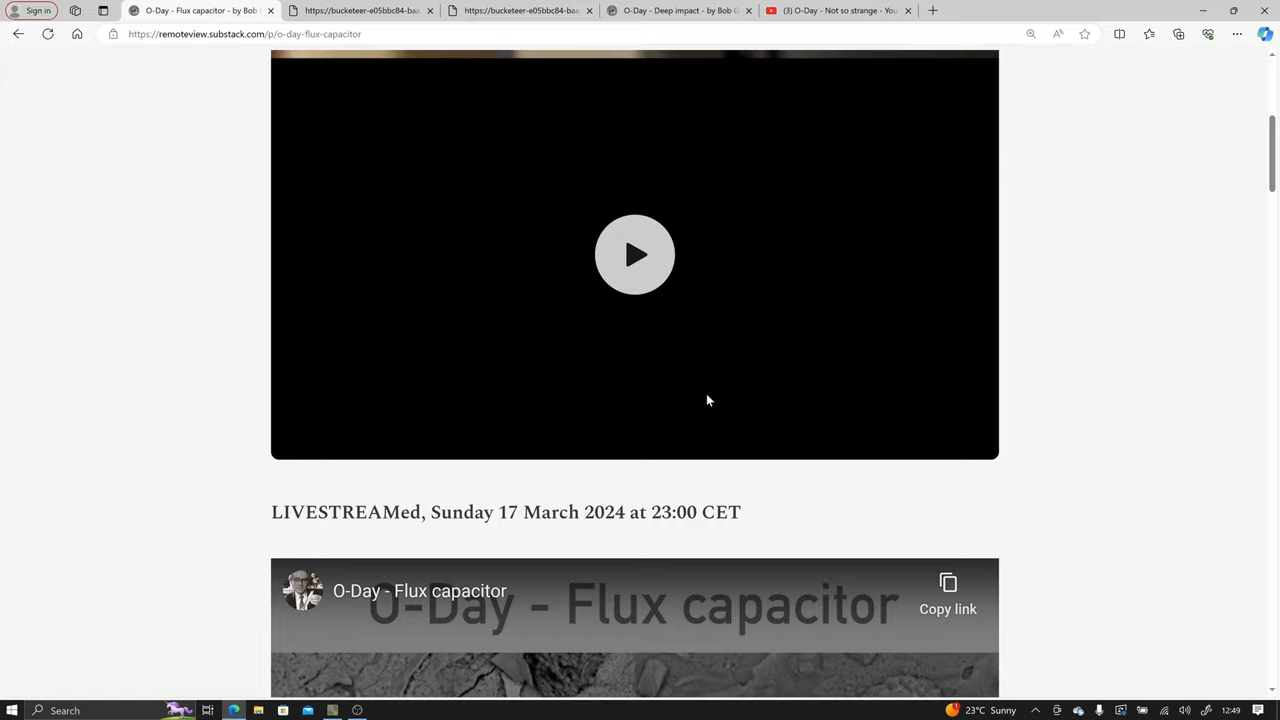 Sign in
O-Day - Flux capacitor - by Bob
https://bucketeer-e05bbc84-baa
https://bucketeer-e05bbc84-baa
O-Day - Deep impact - by Bob G
(3) O-Day - Not so strange - You
https://remoteview.substack.com/p/o-day-flux-capacitor
LIVESTREAMed, Sunday 17 March 2024 at 23:00 CET
O-Day - Flux capacitor
O-Day - Flux capacitor
Copy link
Search
23°C Sunny
12:49